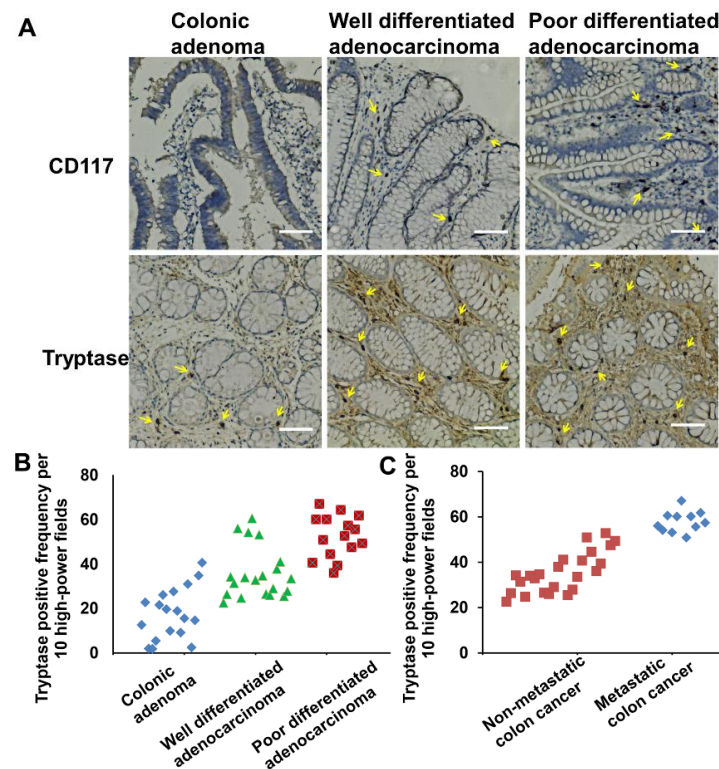 A
Colonic
adenoma
Well differentiated
adenocarcinoma
Poor differentiated
adenocarcinoma
CD117
Tryptase
B
Tryptase positive frequency per
10 high-power fields
80
60
40
20
0
Colonic
adenoma
Well differentiated
adenocarcinoma
Poor differentiated
adenocarcinoma
C
Tryptase positive frequency per
10 high-power fields
80
60
40
20
0
Non-metastatic
colon cancer
Metastatic
colon cancer